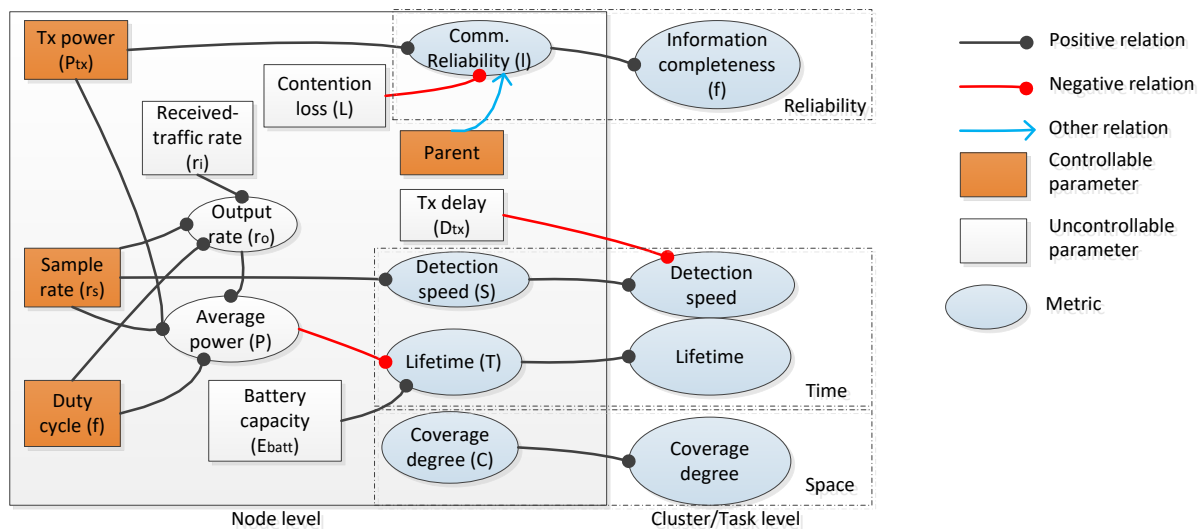 Tx power
(Ptx)
Comm.
Reliability (l)
Information
completeness
(f)
Reliability
Contention
loss (L)
Received-
traffic rate
(ri)
Parent
Output
rate (ro)
Tx delay
(Dtx)
Sample
rate (rs)
Detection
speed (S)
Detection
speed
Average
power (P)
Lifetime (T)
Lifetime
Time
Duty
cycle (f)
Battery
capacity
(Ebatt)
Coverage
degree (C)
Coverage
degree
Space
Node level
Cluster/Task level
Positive relation
Negative relation
Other relation
Controllable
parameter
Uncontrollable
parameter
Metric